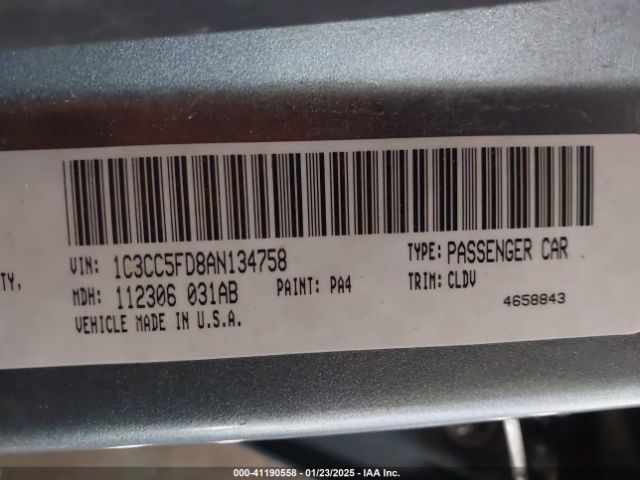 VIN: 1C3CC5FD8AN134758 TYPE: PASSENGER CAR
TY, MDH: 112306 031AB PAINT: PA4 TRIM: CLDV
VEHICLE MADE IN U.S.A. 4658843
000-41190558 - 01/23/2025 - IAA Inc.